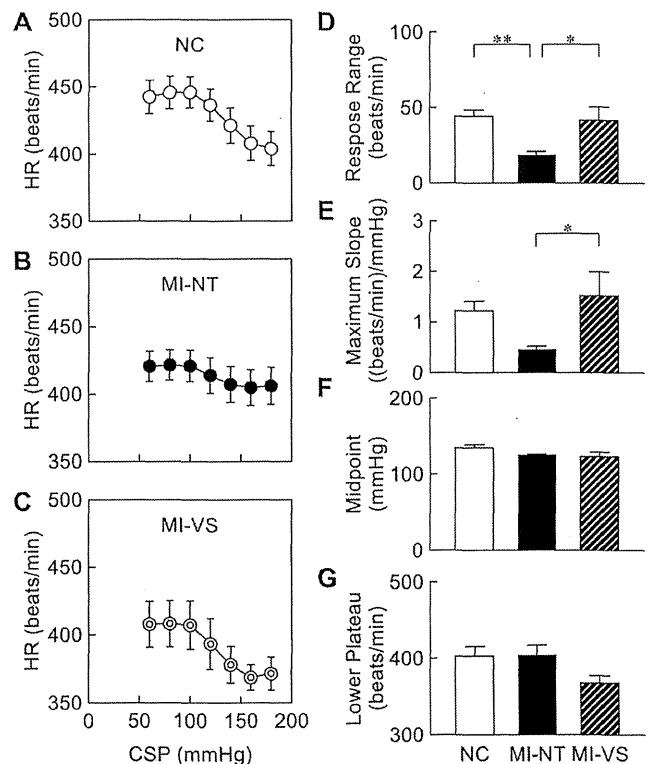 A
NC
HR (beats/min)
500
450
400
350
B
MI-NT
HR (beats/min)
500
450
400
350
C
MI-VS
HR (beats/min)
500
450
400
350
0 50 100 150 200
CSP (mmHg)
D
Respose Range
(beats/min)
100
50
0
** *
E
Maximum Slope
((beats/min)/mmHg)
3
2
1
0
*
F
Midpoint
(mmHg)
200
100
0
G
Lower Plateau
(beats/min)
500
400
300
NC MI-NT MI-VS